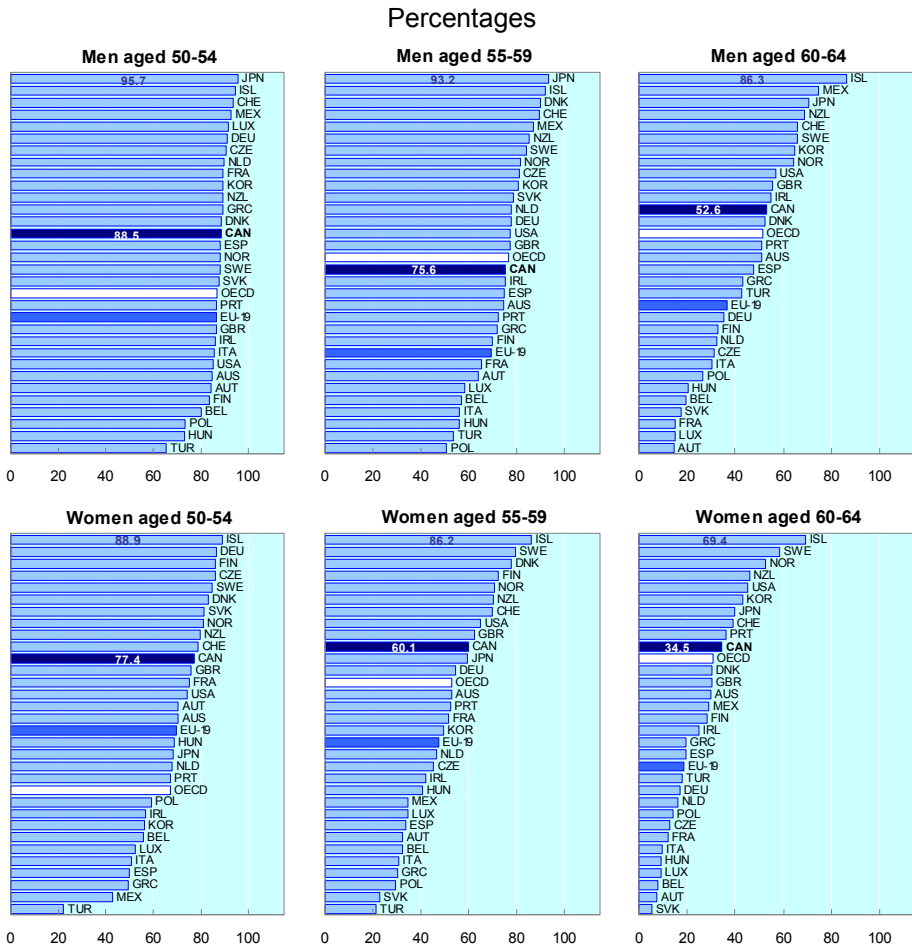 Percentages
Men aged 50-54
95.7 JPN
ISL
CHE
MEX
LUX
DEU
CZE
NLD
FRA
KOR
NZL
GRC
DNK
88.5 CAN
ESP
NOR
SWE
SVK
OECD
PRT
EU-19
GBR
IRL
ITA
USA
AUS
AUT
FIN
BEL
POL
HUN
TUR
0 20 40 60 80 100
Men aged 55-59
93.2 JPN
ISL
DNK
CHE
MEX
NZL
SWE
NOR
CZE
KOR
SVK
NLD
DEU
USA
GBR
OECD
75.6 CAN
IRL
ESP
AUS
PRT
GRC
FIN
EU-19
FRA
AUT
LUX
BEL
ITA
HUN
TUR
POL
0 20 40 60 80 100
Men aged 60-64
86.3 ISL
MEX
JPN
NZL
CHE
SWE
KOR
NOR
USA
GBR
IRL
52.6 CAN
DNK
OECD
PRT
AUS
ESP
GRC
TUR
EU-19
DEU
FIN
NLD
CZE
ITA
POL
HUN
BEL
SVK
FRA
LUX
AUT
0 20 40 60 80 100
Women aged 50-54
88.9 ISL
DEU
FIN
CZE
SWE
DNK
SVK
NOR
NZL
CHE
77.4 CAN
GBR
FRA
USA
AUT
AUS
EU-19
HUN
JPN
NLD
PRT
OECD
POL
IRL
KOR
BEL
LUX
ITA
ESP
GRC
MEX
TUR
0 20 40 60 80 100
Women aged 55-59
86.2 ISL
SWE
DNK
FIN
NOR
NZL
CHE
USA
GBR
60.1 CAN
JPN
DEU
OECD
AUS
PRT
FRA
KOR
EU-19
NLD
CZE
IRL
HUN
MEX
LUX
ESP
AUT
BEL
ITA
GRC
POL
SVK
TUR
0 20 40 60 80 100
Women aged 60-64
69.4 ISL
SWE
NOR
NZL
USA
KOR
JPN
CHE
PRT
34.5 CAN
OECD
DNK
GBR
AUS
MEX
FIN
IRL
GRC
ESP
EU-19
TUR
DEU
NLD
POL
CZE
FRA
ITA
HUN
LUX
BEL
AUT
SVK
0 20 40 60 80 100